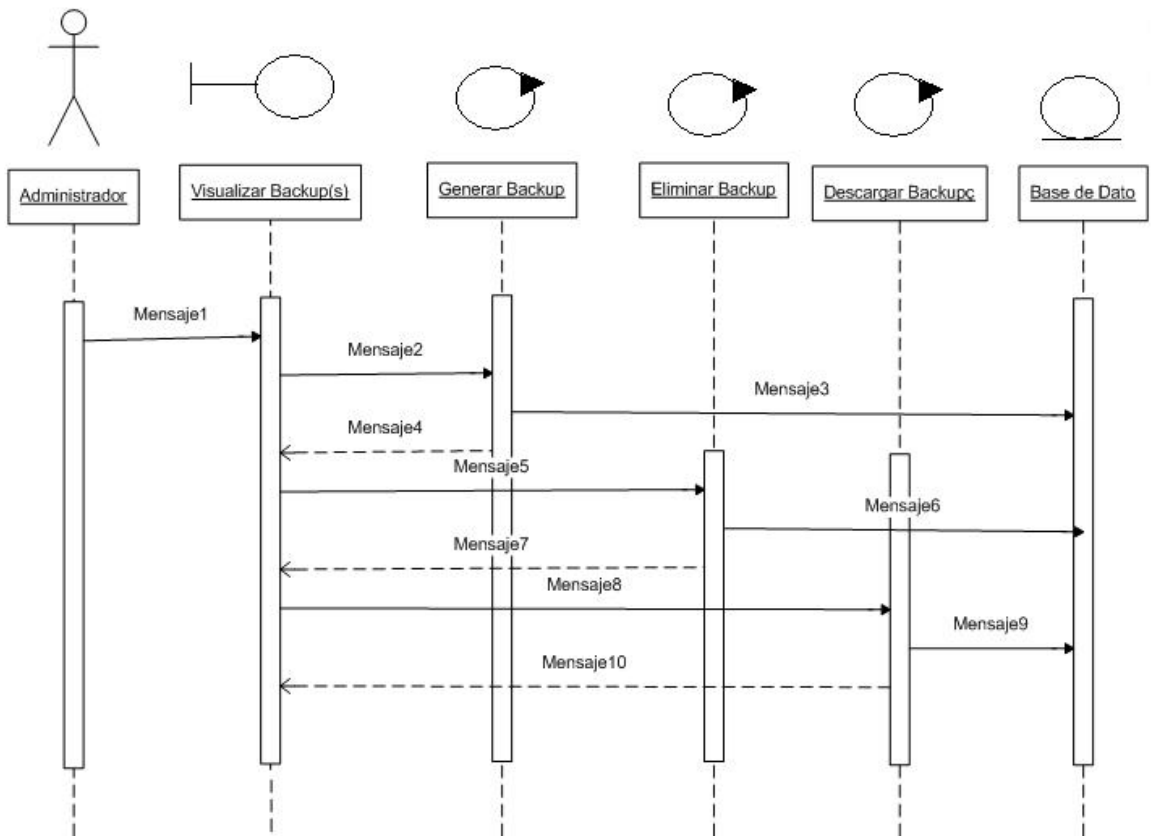 Administrador
Visualizar Backup(s)
Generar Backup
Eliminar Backup
Descargar Backupç
Base de Dato
Mensaje1
Mensaje2
Mensaje3
Mensaje4
Mensaje5
Mensaje6
Mensaje7
Mensaje8
Mensaje9
Mensaje10